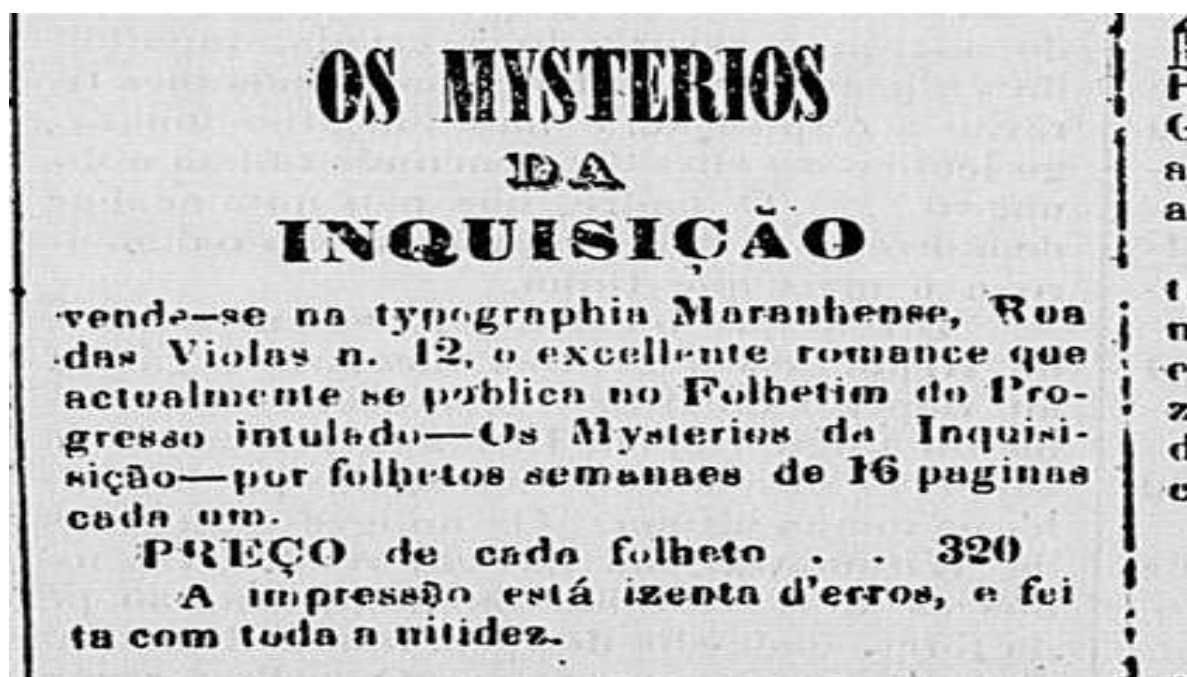 OS MYSTERIOS
DA
INQUISIÇÃO
vende—se na typographia Maranhense, Rua
das Violas n. 12, o excellente romance que
actualmente se publica no Folhetim do Pro-
gresso intulado—Os Mysterios da Inquisi-
sição—por folhetos semanaes de 16 paginas
cada um.
PREÇO de cada folheto . . 320
A impressão está izenta d'erros, e fei
ta com toda a nitidez.